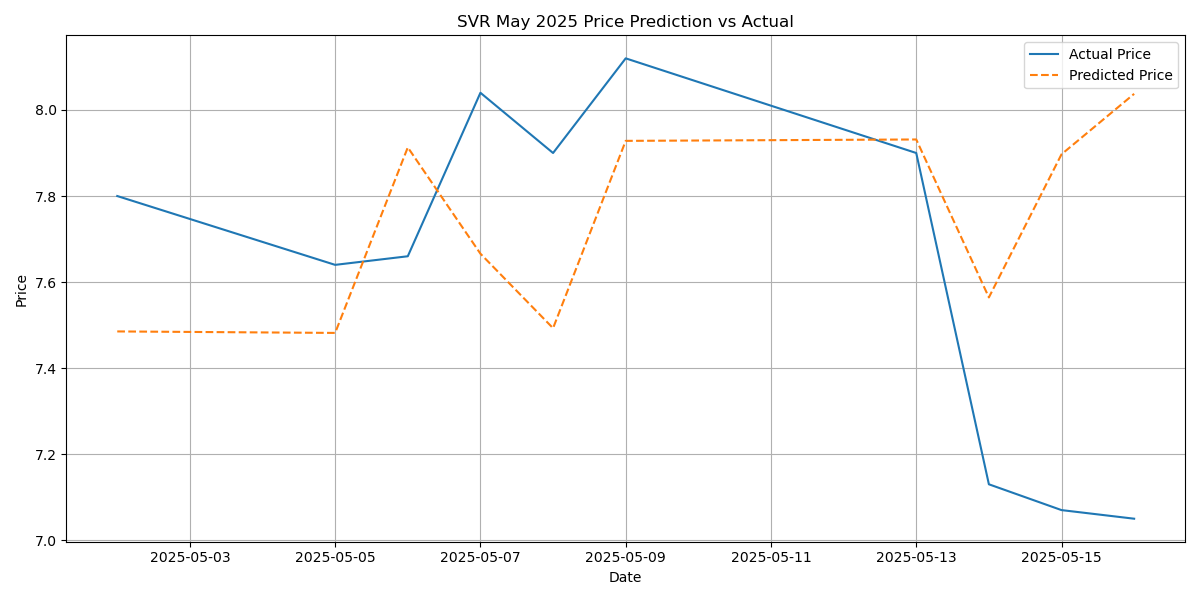 SVR May 2025 Price Prediction vs Actual
Actual Price
Predicted Price
Price
8.0
7.8
7.6
7.4
7.2
7.0
2025-05-03 2025-05-05 2025-05-07 2025-05-09 2025-05-11 2025-05-13 2025-05-15
Date